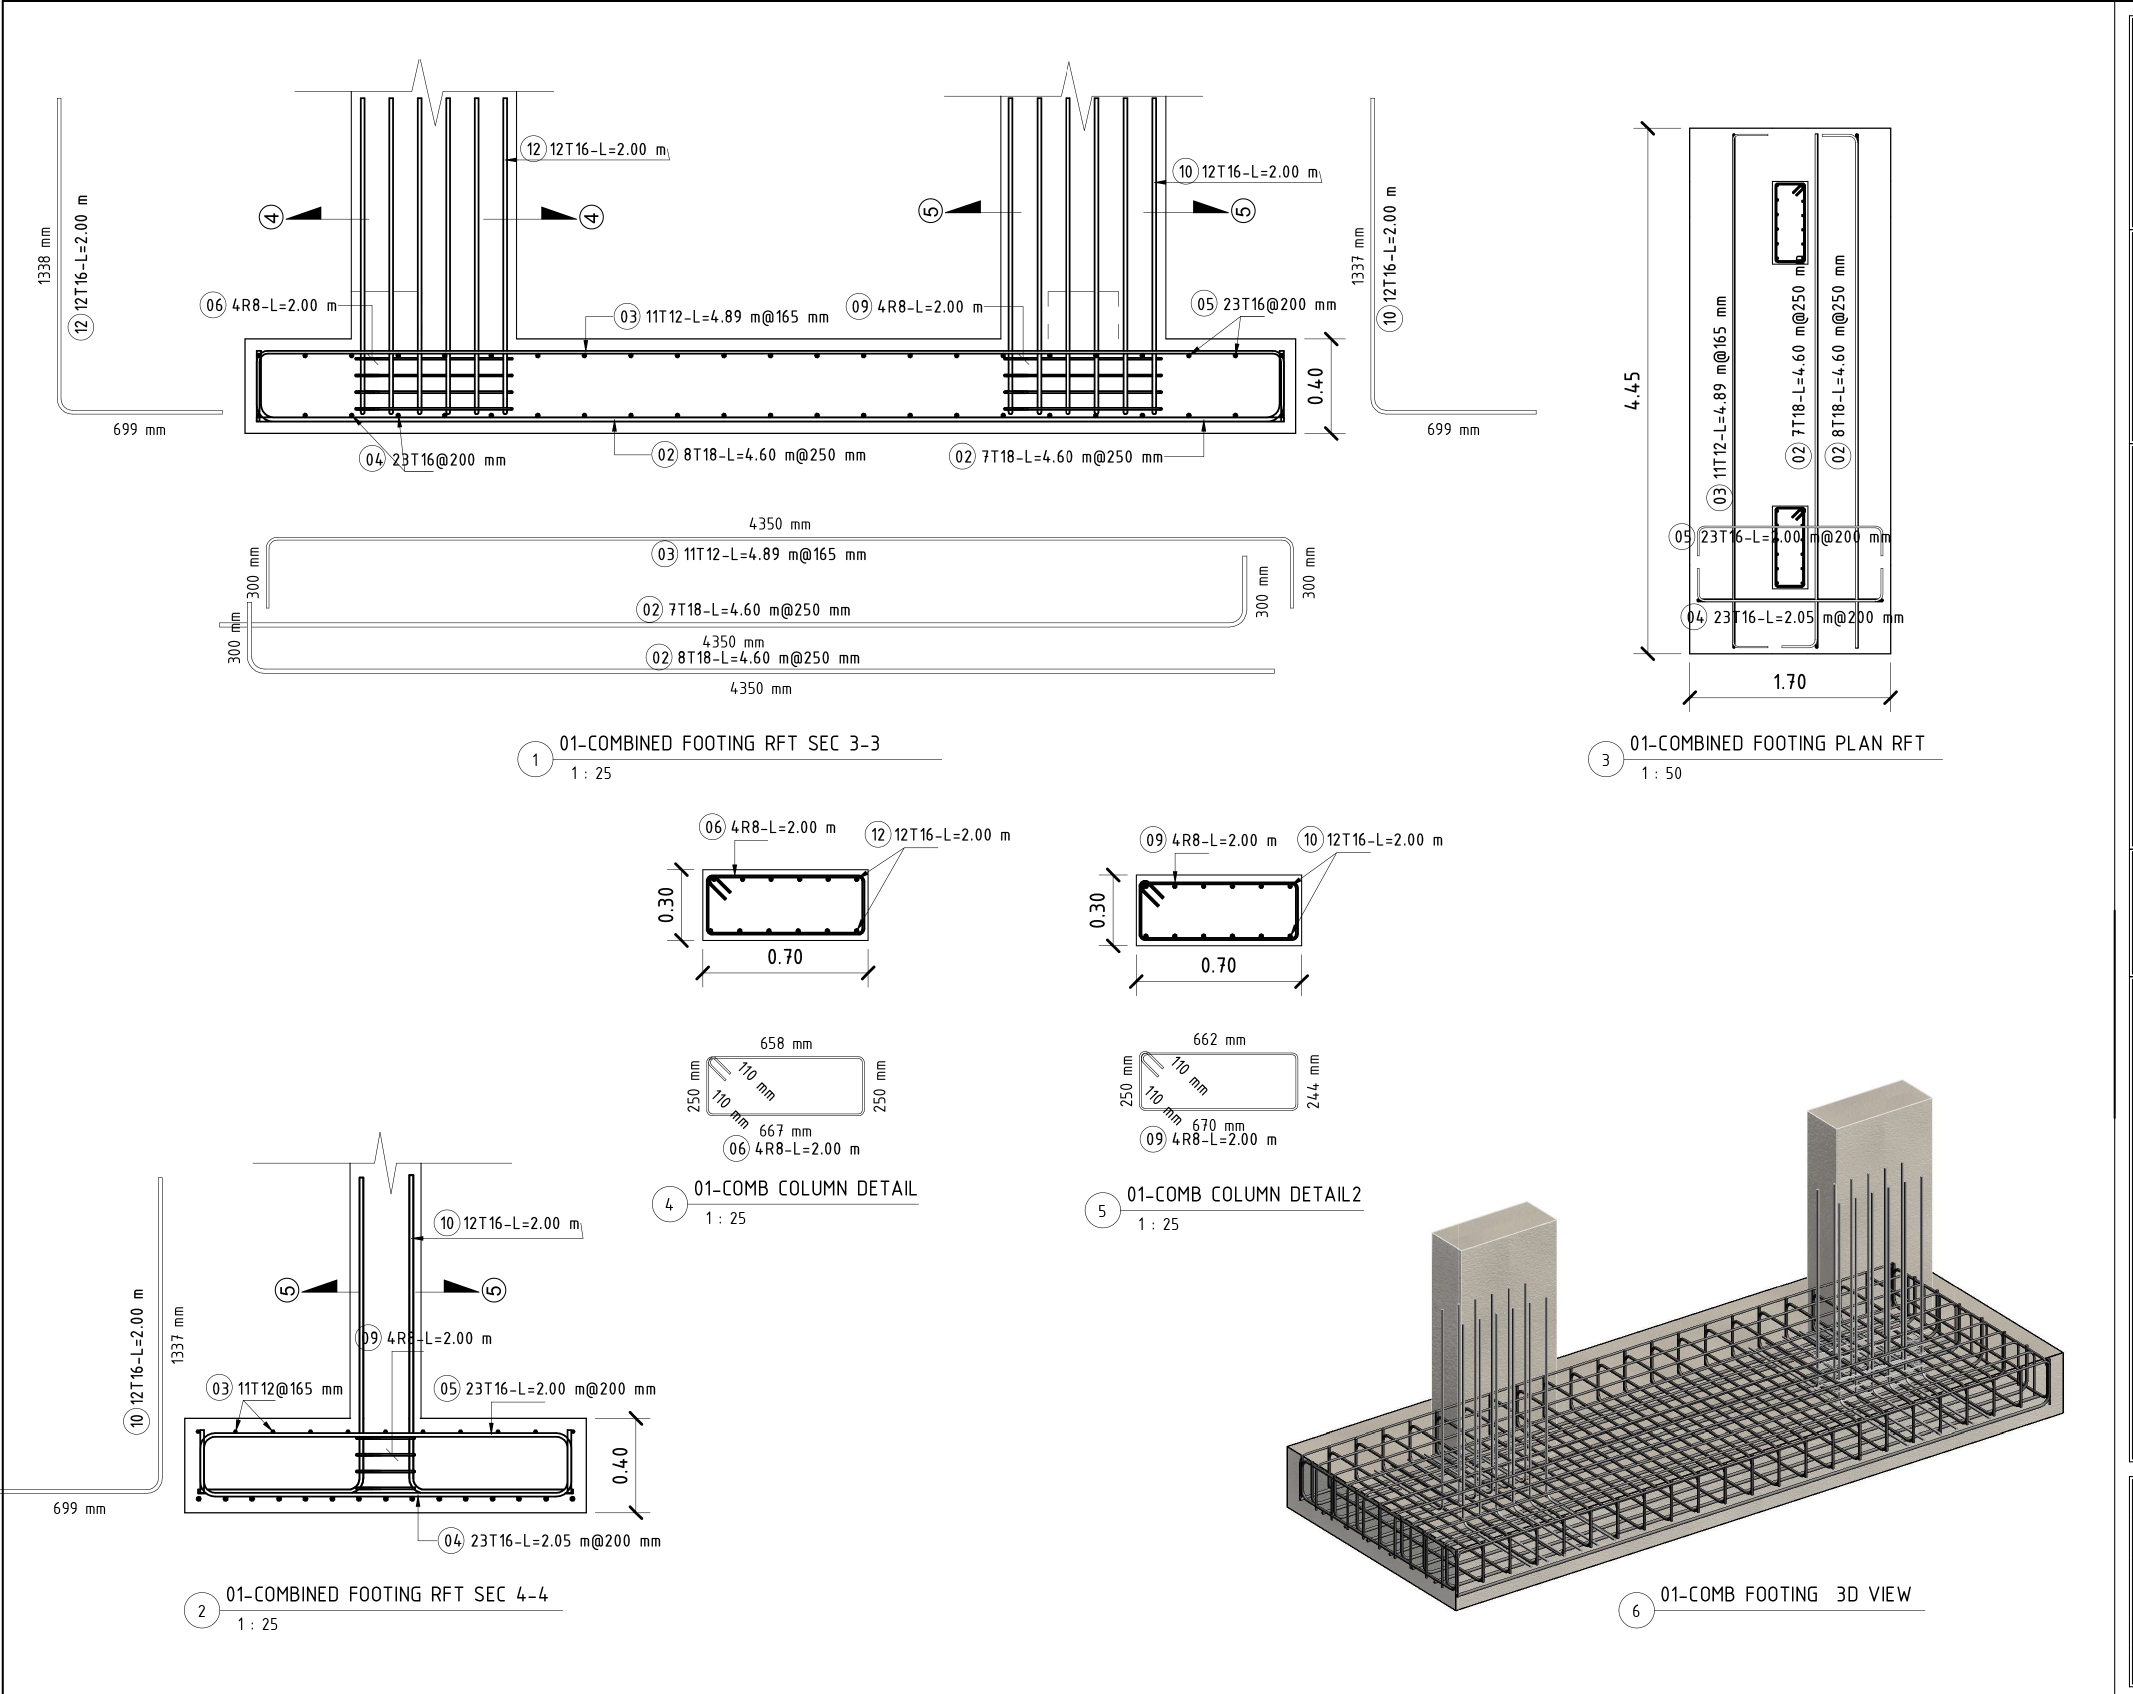 12 12T16-L=2.00 m
4 4
1338 mm
12 12T16-L=2.00 m
699 mm
06 4R8-L=2.00 m
03 11T12-L=4.89 m@165 mm
09 4R8-L=2.00 m
10 12T16-L=2.00 m
5 5
05 23T16@200 mm
0.40
1337 mm
10 12T16-L=2.00 m
699 mm
04 23T16@200 mm
02 8T18-L=4.60 m@250 mm
02 7T18-L=4.60 m@250 mm
4350 mm
03 11T12-L=4.89 m@165 mm
300 mm
300 mm
02 7T18-L=4.60 m@250 mm
300 mm
4350 mm
300 mm
02 8T18-L=4.60 m@250 mm
4350 mm
1 01-COMBINED FOOTING RFT SEC 3-3
1 : 25
4.45
03 11T12-L=4.89 m@165 mm
02 7T18-L=4.60 m@250 mm
02 8T18-L=4.60 m@250 mm
05 23T16-L=2.00 m@200 mm
04 23T16-L=2.05 m@200 mm
1.70
3 01-COMBINED FOOTING PLAN RFT
1 : 50
06 4R8-L=2.00 m
12 12T16-L=2.00 m
0.30
0.70
658 mm
250 mm
110 mm
110 mm
250 mm
667 mm
06 4R8-L=2.00 m
4 01-COMB COLUMN DETAIL
1 : 25
09 4R8-L=2.00 m
10 12T16-L=2.00 m
0.30
0.70
662 mm
250 mm
110 mm
110 mm
244 mm
670 mm
09 4R8-L=2.00 m
5 01-COMB COLUMN DETAIL2
1 : 25
10 12T16-L=2.00 m
5 5
10 12T16-L=2.00 m
1337 mm
699 mm
09 4R8-L=2.00 m
03 11T12@165 mm
05 23T16-L=2.00 m@200 mm
0.40
04 23T16-L=2.05 m@200 mm
2 01-COMBINED FOOTING RFT SEC 4-4
1 : 25
6 01-COMB FOOTING 3D VIEW